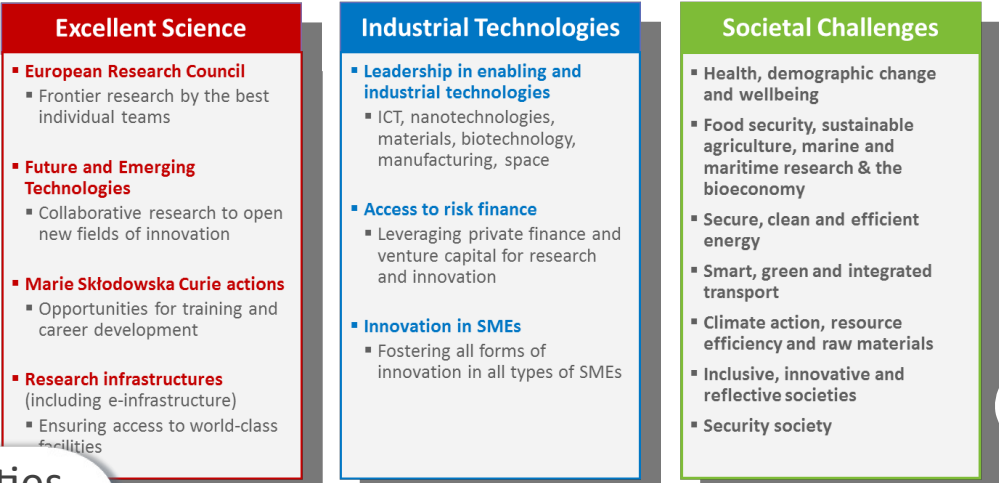 Excellent Science
▪ European Research Council
▪ Frontier research by the best
individual teams
▪ Future and Emerging
Technologies
▪ Collaborative research to open
new fields of innovation
▪ Marie Skłodowska Curie actions
▪ Opportunities for training and
career development
▪ Research infrastructures
(including e-infrastructure)
▪ Ensuring access to world-class
facilities
Industrial Technologies
▪ Leadership in enabling and
industrial technologies
▪ ICT, nanotechnologies,
materials, biotechnology,
manufacturing, space
▪ Access to risk finance
▪ Leveraging private finance and
venture capital for research
and innovation
▪ Innovation in SMEs
▪ Fostering all forms of
innovation in all types of SMEs
Societal Challenges
▪ Health, demographic change
and wellbeing
▪ Food security, sustainable
agriculture, marine and
maritime research & the
bioeconomy
▪ Secure, clean and efficient
energy
▪ Smart, green and integrated
transport
▪ Climate action, resource
efficiency and raw materials
▪ Inclusive, innovative and
reflective societies
▪ Security society